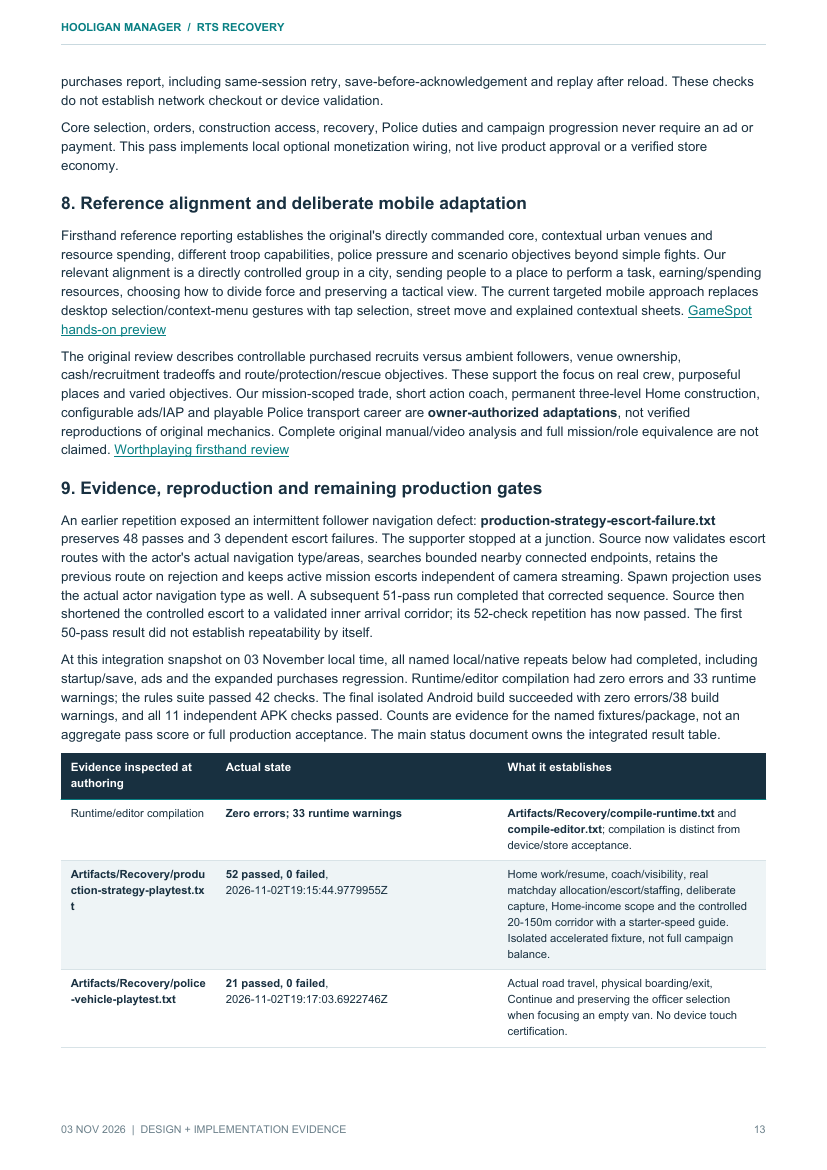 HOOLIGAN MANAGER / RTS RECOVERY
purchases report, including same-session retry, save-before-acknowledgement and replay after reload. These checks
do not establish network checkout or device validation.
Core selection, orders, construction access, recovery, Police duties and campaign progression never require an ad or
payment. This pass implements local optional monetization wiring, not live product approval or a verified store
economy.
8. Reference alignment and deliberate mobile adaptation
Firsthand reference reporting establishes the original's directly commanded core, contextual urban venues and
resource spending, different troop capabilities, police pressure and scenario objectives beyond simple fights. Our
relevant alignment is a directly controlled group in a city, sending people to a place to perform a task, earning/spending
resources, choosing how to divide force and preserving a tactical view. The current targeted mobile approach replaces
desktop selection/context-menu gestures with tap selection, street move and explained contextual sheets. GameSpot
hands-on preview
The original review describes controllable purchased recruits versus ambient followers, venue ownership,
cash/recruitment tradeoffs and route/protection/rescue objectives. These support the focus on real crew, purposeful
places and varied objectives. Our mission-scoped trade, short action coach, permanent three-level Home construction,
configurable ads/IAP and playable Police transport career are owner-authorized adaptations, not verified
reproductions of original mechanics. Complete original manual/video analysis and full mission/role equivalence are not
claimed. Worthplaying firsthand review
9. Evidence, reproduction and remaining production gates
An earlier repetition exposed an intermittent follower navigation defect: production-strategy-escort-failure.txt
preserves 48 passes and 3 dependent escort failures. The supporter stopped at a junction. Source now validates escort
routes with the actor's actual navigation type/areas, searches bounded nearby connected endpoints, retains the
previous route on rejection and keeps active mission escorts independent of camera streaming. Spawn projection uses
the actual actor navigation type as well. A subsequent 51-pass run completed that corrected sequence. Source then
shortened the controlled escort to a validated inner arrival corridor; its 52-check repetition has now passed. The first
50-pass result did not establish repeatability by itself.
At this integration snapshot on 03 November local time, all named local/native repeats below had completed, including
startup/save, ads and the expanded purchases regression. Runtime/editor compilation had zero errors and 33 runtime
warnings; the rules suite passed 42 checks. The final isolated Android build succeeded with zero errors/38 build
warnings, and all 11 independent APK checks passed. Counts are evidence for the named fixtures/package, not an
aggregate pass score or full production acceptance. The main status document owns the integrated result table.
Evidence inspected at
authoring
Actual state
What it establishes
Runtime/editor compilation
Zero errors; 33 runtime warnings
Artifacts/Recovery/compile-runtime.txt and
compile-editor.txt; compilation is distinct from
device/store acceptance.
Artifacts/Recovery/produ
ction-strategy-playtest.tx
t
52 passed, 0 failed,
2026-11-02T19:15:44.9779955Z
Home work/resume, coach/visibility, real
matchday allocation/escort/staffing, deliberate
capture, Home-income scope and the controlled
20-150m corridor with a starter-speed guide.
Isolated accelerated fixture, not full campaign
balance.
Artifacts/Recovery/police
-vehicle-playtest.txt
21 passed, 0 failed,
2026-11-02T19:17:03.6922746Z
Actual road travel, physical boarding/exit,
Continue and preserving the officer selection
when focusing an empty van. No device touch
certification.
03 NOV 2026 | DESIGN + IMPLEMENTATION EVIDENCE
13